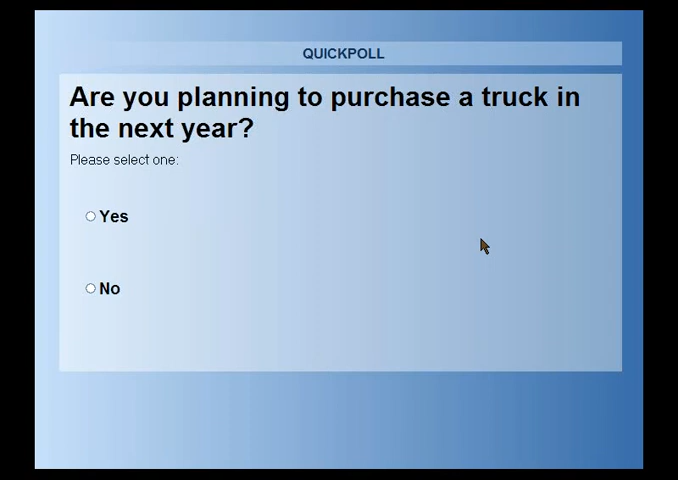 QUICKPOLL
Are you planning to purchase a truck in
the next year?
Please select one:
Yes
No